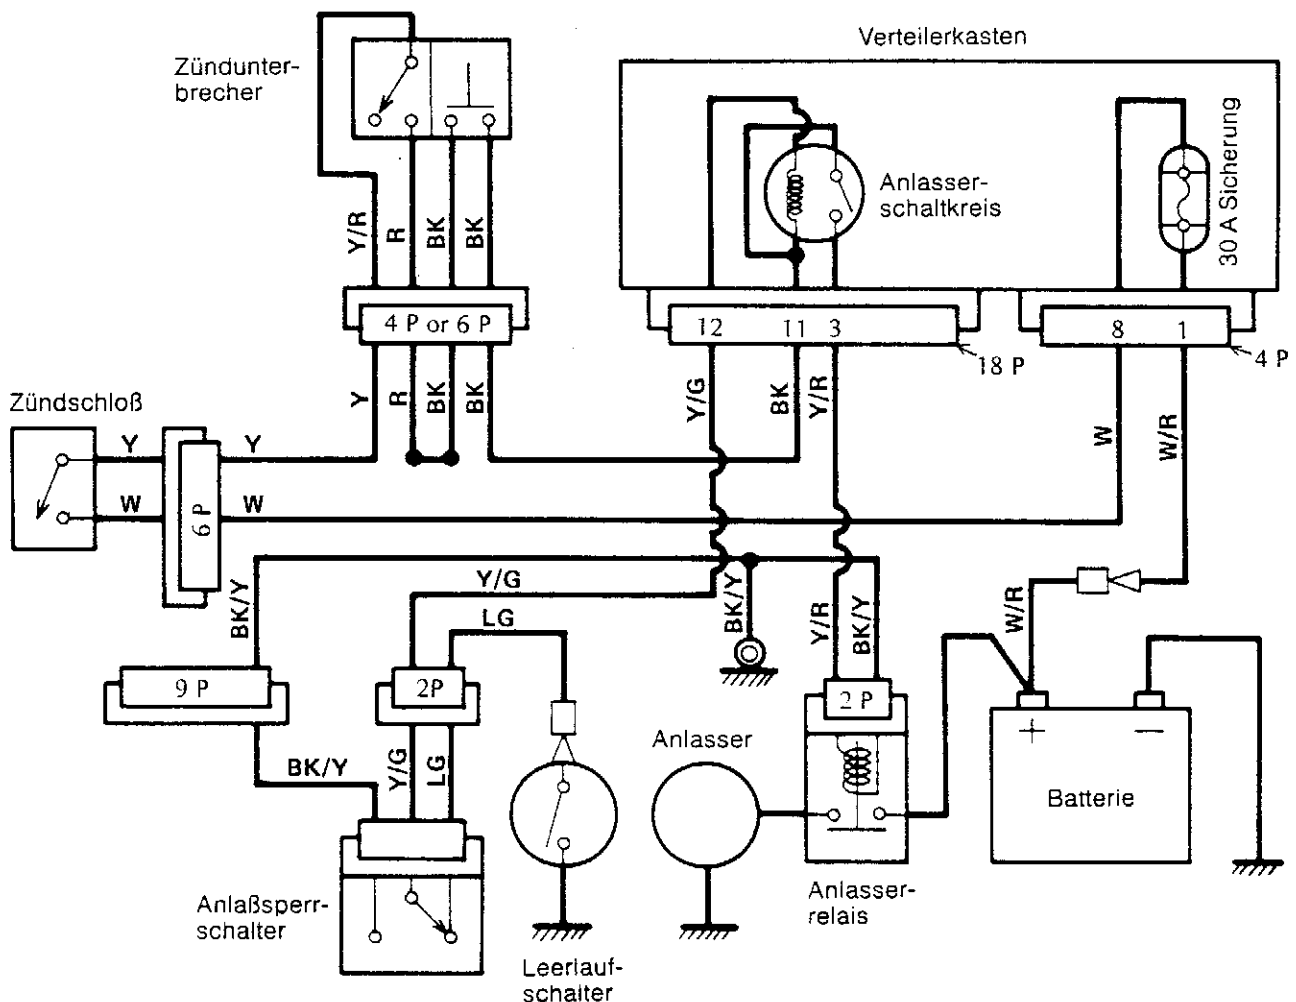 Verteilerkasten
Zündunter-
brecher
30 A Sicherung
Anlasser-
schaltkreis
Y/R
R
BK
BK
4 P or 6 P
12
11
3
18 P
8
1
4 P
Y
R
BK
BK
Y/G
BK
Y/R
W
W/R
Zündschloß
Y
Y
W
W
6 P
BK/Y
Y/G
LG
BK/Y
Y/R
BK/Y
W/R
9 P
2P
2 P
BK/Y
Y/G
LG
Anlasser
+
−
Batterie
Anlaßsperr-
schalter
Leerlauf-
schalter
Anlasser-
relais